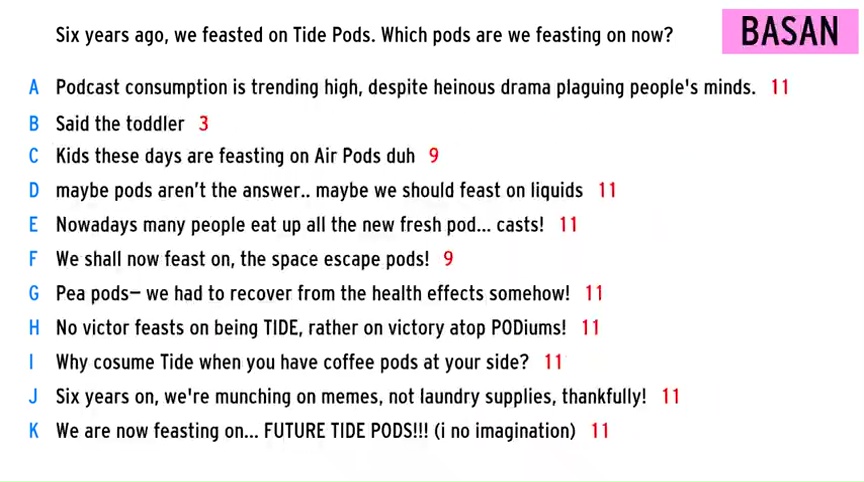 Six years ago, we feasted on Tide Pods. Which pods are we feasting on now?
BASAN
A Podcast consumption is trending high, despite heinous drama plaguing people's minds. 11
B Said the toddler 3
C Kids these days are feasting on Air Pods duh 9
D maybe pods aren't the answer.. maybe we should feast on liquids 11
E Nowadays many people eat up all the new fresh pod... casts! 11
F We shall now feast on, the space escape pods! 9
G Pea pods— we had to recover from the health effects somehow! 11
H No victor feasts on being TIDE, rather on victory atop PODiums! 11
I Why cosume Tide when you have coffee pods at your side? 11
J Six years on, we're munching on memes, not laundry supplies, thankfully! 11
K We are now feasting on... FUTURE TIDE PODS!!! (i no imagination) 11